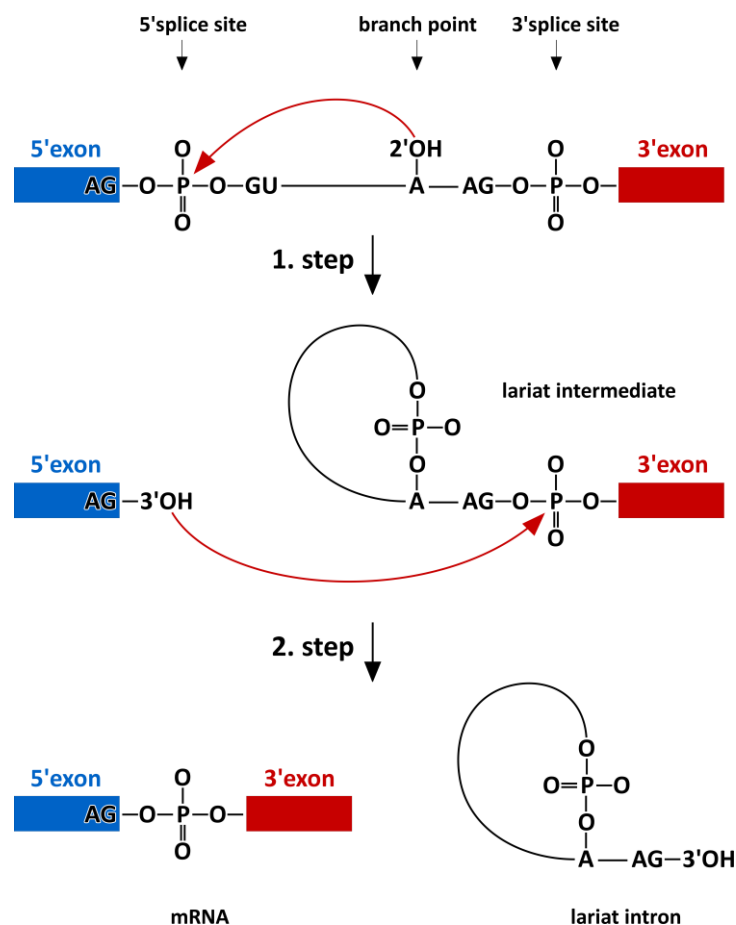 5'splice site branch point 3'splice site
O 2'OH O
5'exon 3'exon
AG-O-P-O-GU A AG-O-P-O
O O
1. step
O
lariat intermediate
O=P-O
O O
5'exon 3'exon
AG-3'OH A AG-O-P-O
O
2. step
O
5'exon O 3'exon O=P-O
AG-O-P-O O
O
A AG-3'OH
mRNA lariat intron